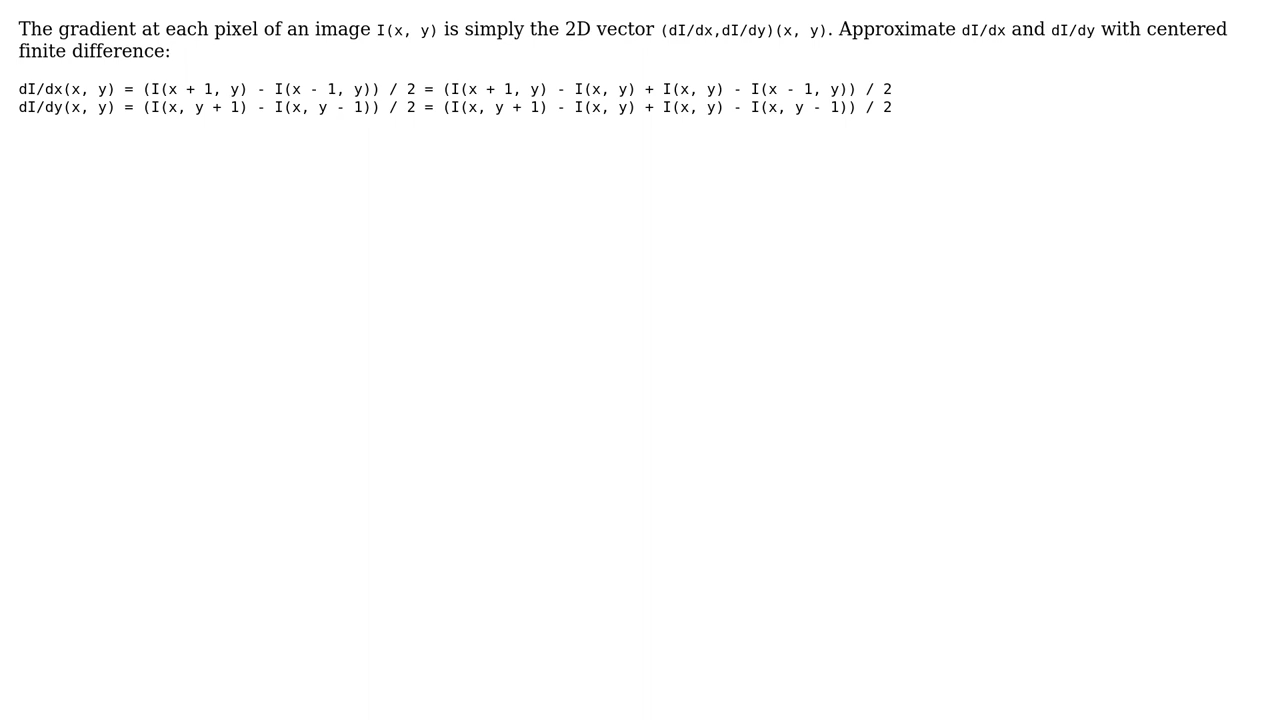 The gradient at each pixel of an image I(x, y) is simply the 2D vector (dI/dx,dI/dy)(x, y). Approximate dI/dx and dI/dy with centered
finite difference:
dI/dx(x, y) = (I(x + 1, y) - I(x - 1, y)) / 2 = (I(x + 1, y) - I(x, y) + I(x, y) - I(x - 1, y)) / 2
dI/dy(x, y) = (I(x, y + 1) - I(x, y - 1)) / 2 = (I(x, y + 1) - I(x, y) + I(x, y) - I(x, y - 1)) / 2